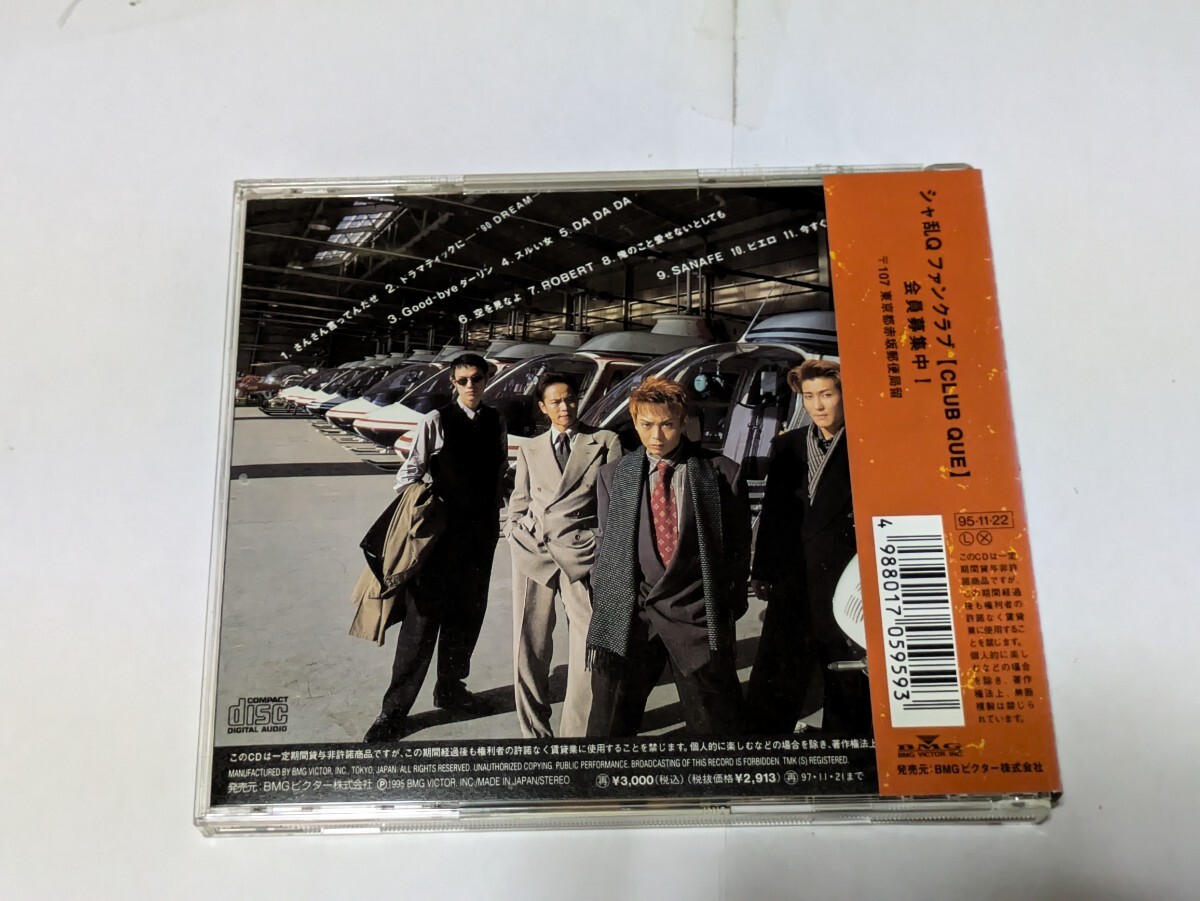 1. さんさん言ってんだぜ 2. ドラマティックに─'90 DREAM─
3. Good-bye ダーリン 4. スルい女 5. DA DA DA
6. 空を見なよ 7. ROBERT 8. 俺のこと愛せないとしても
9. SANAFE 10. ピエロ 11. 今すぐ
COMPACT
disc
DIGITAL AUDIO
このCDは一定期間貸与非許諾商品ですが、この期間経過後も権利者の許諾なく賃貸業に使用することを禁じます。個人的に楽しむなどの場合を除き、著作権法上
MANUFACTURED BY BMG VICTOR, INC., TOKYO, JAPAN. ALL RIGHTS RESERVED. UNAUTHORIZED COPYING. PUBLIC PERFORMANCE. BROADCASTING OF THIS RECORD IS FORBIDDEN. TMK (S) REGISTERED.
発売元：BMGビクター株式会社 Ⓟ1995 BMG VICTOR, INC./MADE IN JAPAN/STEREO 再 ¥3,000(税込) (税抜価格¥2,913) 再 97・11・21まで
シャ乱Q ファンクラブ【CLUB QUE】
会員募集中！
〒107 東京都赤坂郵便局留
95・11・22
Ⓛ Ⓧ
このCDは一定
期間貸与非許
諾商品ですが、
この期間経過
後も権利者の
許諾なく賃貸
業に使用するこ
とを禁じます。
個人的に楽し
むなどの場合
を除き、著作
権法上、無断
複製は禁じら
れています。
4 988017 059593
BMG
BMG VICTOR, INC.
発売元：BMGビクター株式会社